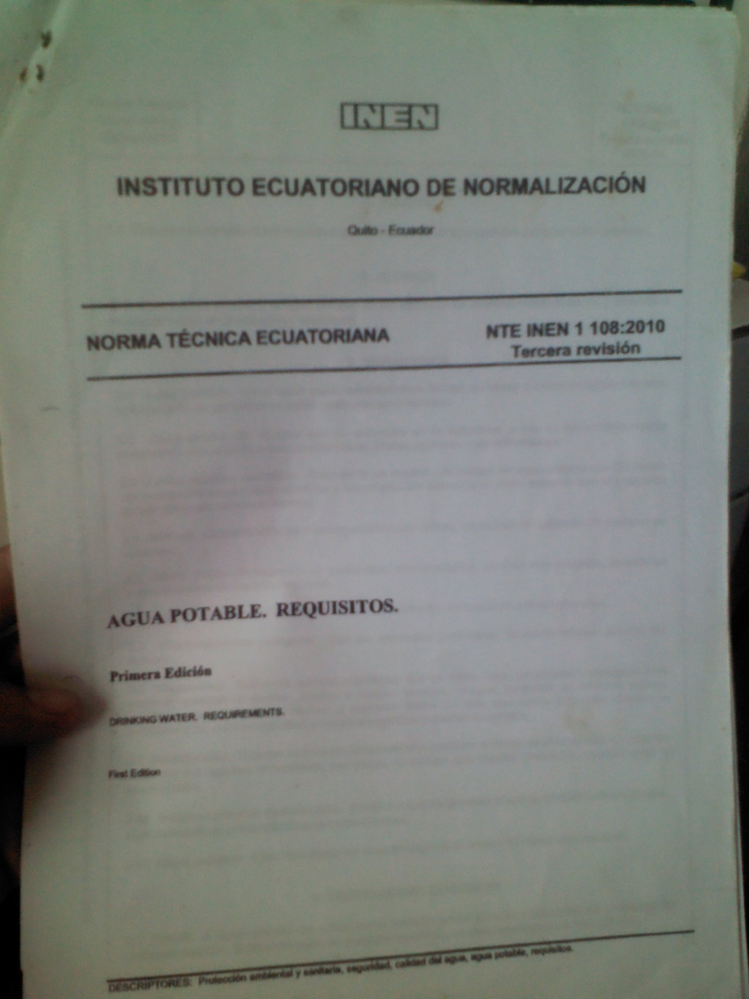 INEN
INSTITUTO ECUATORIANO DE NORMALIZACIÓN
Quito - Ecuador
NORMA TÉCNICA ECUATORIANA
NTE INEN 1 108:2010
Tercera revisión
AGUA POTABLE. REQUISITOS.
Primera Edición
DRINKING WATER. REQUIREMENTS.
First Edition
DESCRIPTORES: Protección ambiental y sanitaria, seguridad, calidad del agua, agua potable, requisitos.